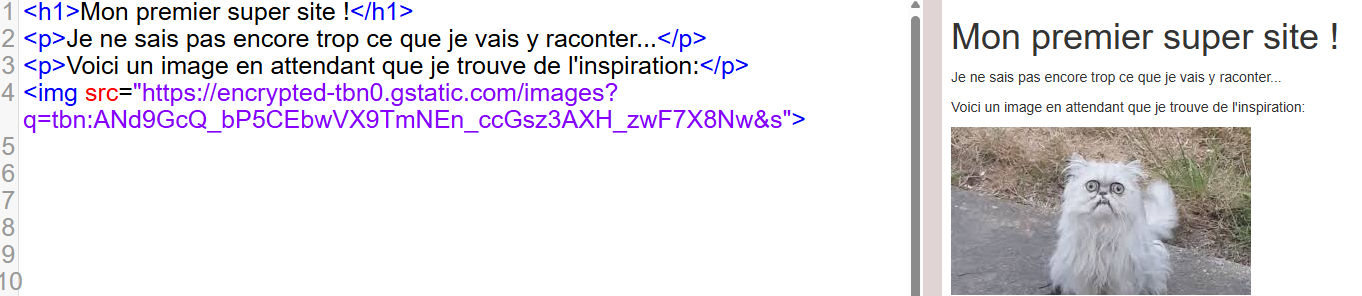 1 <h1>Mon premier super site !</h1>
2 <p>Je ne sais pas encore trop ce que je vais y raconter...</p>
3 <p>Voici un image en attendant que je trouve de l'inspiration:</p>
4 <img src="https://encrypted-tbn0.gstatic.com/images?
q=tbn:ANd9GcQ_bP5CEbwVX9TmNEn_ccGsz3AXH_zwF7X8Nw&s">
5
6
7
8
9
10
Mon premier super site !
Je ne sais pas encore trop ce que je vais y raconter...
Voici un image en attendant que je trouve de l'inspiration: